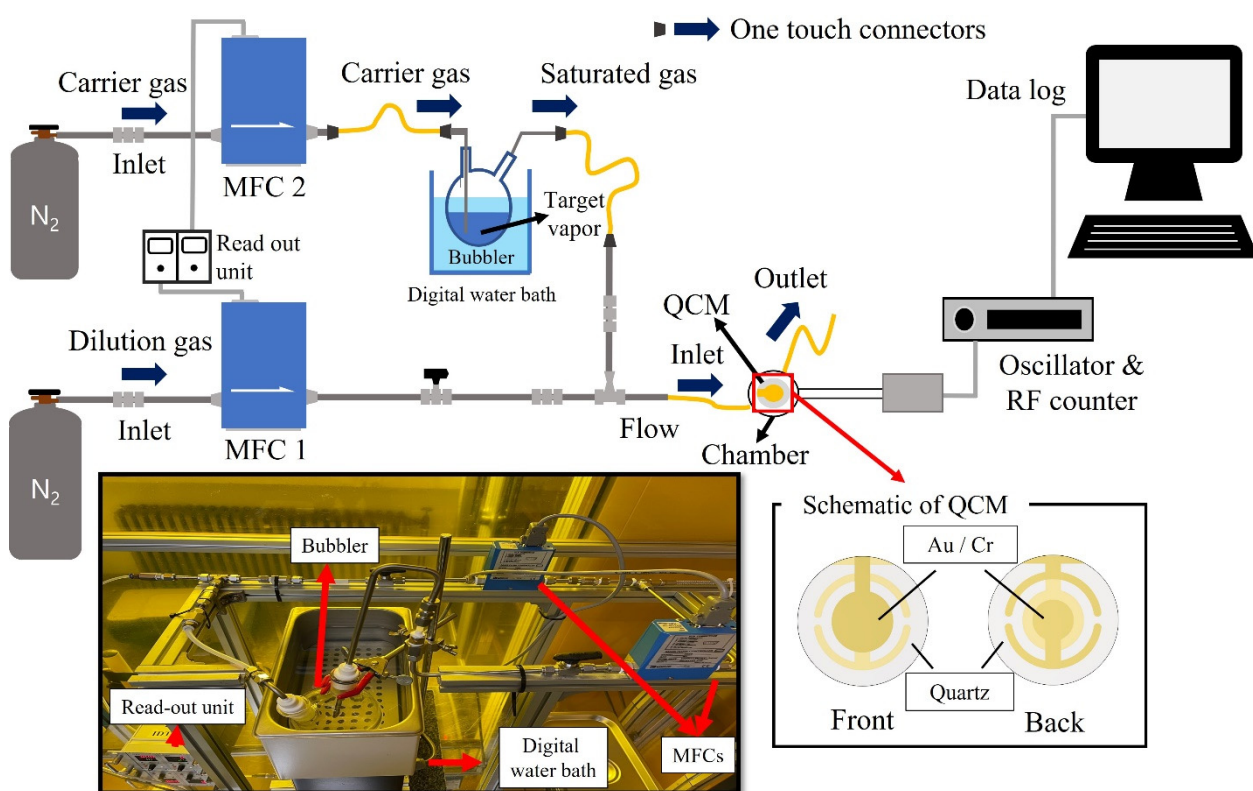 One touch connectors
Carrier gas
Carrier gas
Saturated gas
Data log
Inlet
MFC 2
N2
Target
vapor
Bubbler
Digital water bath
Read out
unit
Outlet
QCM
Dilution gas
Inlet
Inlet
MFC 1
Flow
Chamber
Oscillator &
RF counter
N2
Schematic of QCM
Au / Cr
Quartz
Front
Back
Bubbler
Read-out unit
Digital
water bath
MFCs